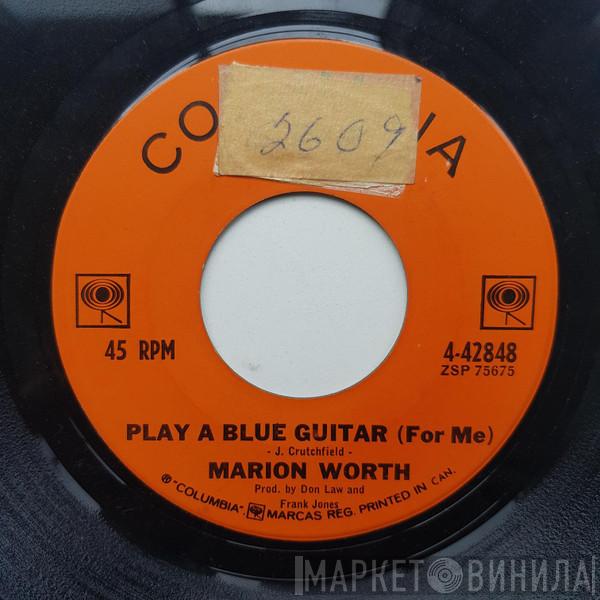 CO IA
2609
45 RPM
4-42848
ZSP 75675
PLAY A BLUE GUITAR (For Me)
- J. Crutchfield -
MARION WORTH
Prod. by Don Law and
Frank Jones
® "COLUMBIA", MARCAS REG. PRINTED IN CAN.
МАРКЕТ ВИНИЛА